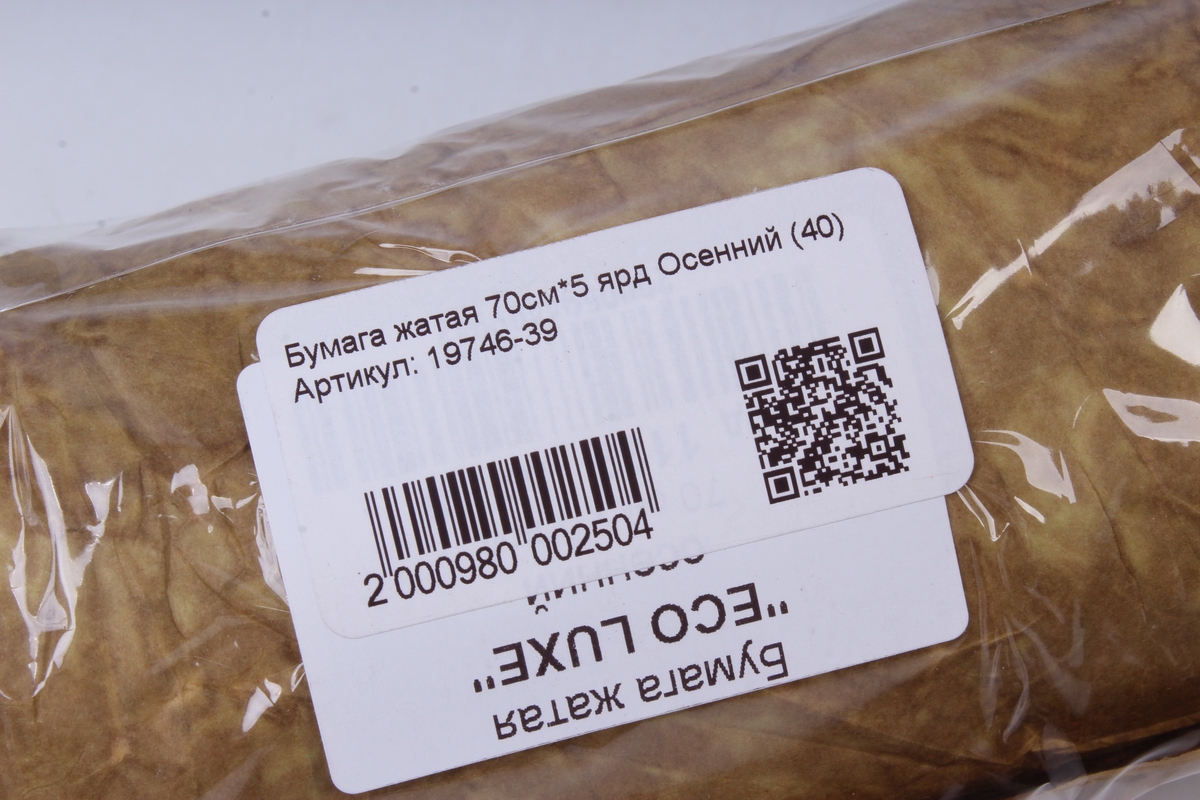 Бумага жатая 70см*5 ярд Осенний (40)
Артикул: 19746-39
2 000980 002504
Бумага жатая
"ECO LUXE"